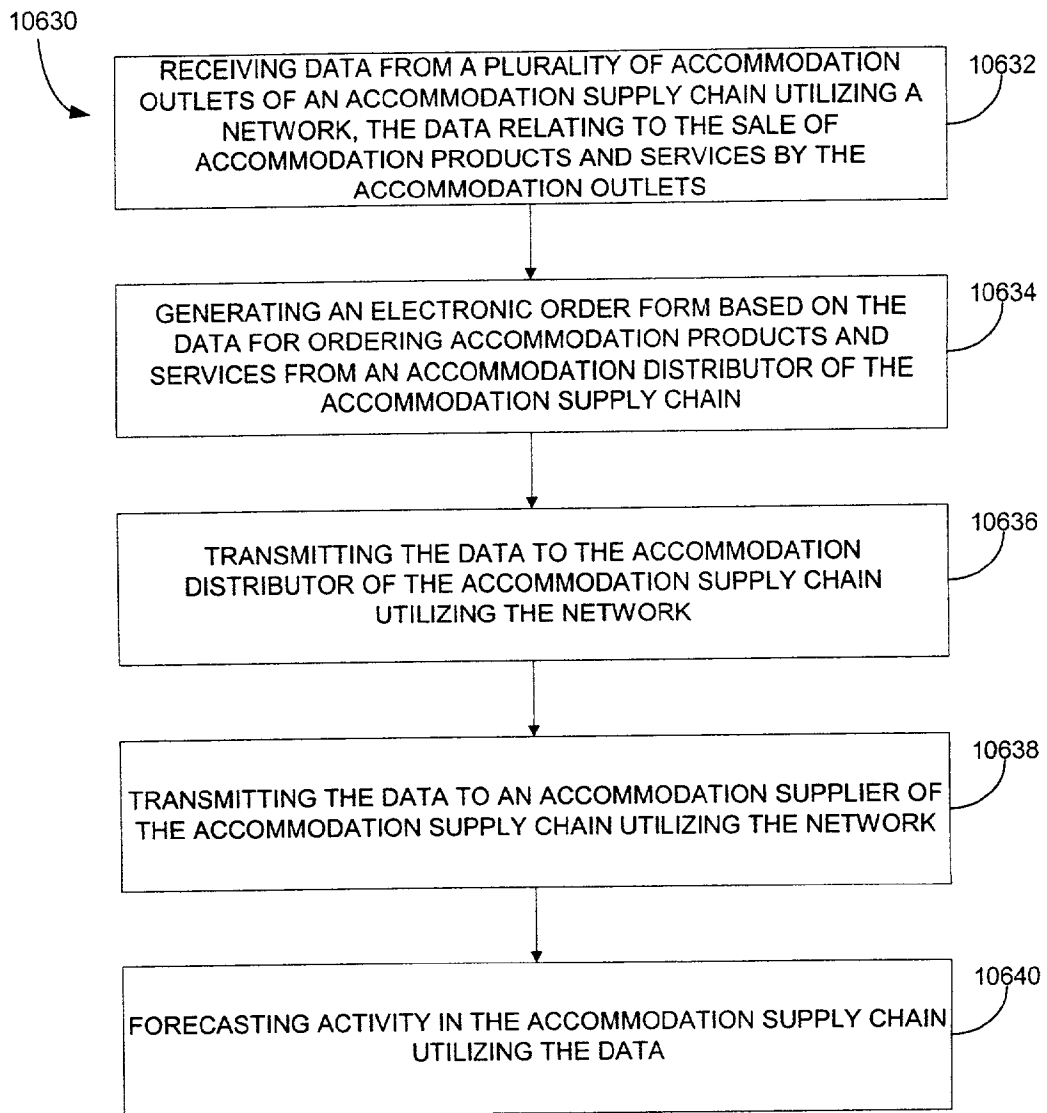 10630
RECEIVING DATA FROM A PLURALITY OF ACCOMMODATION
OUTLETS OF AN ACCOMMODATION SUPPLY CHAIN UTILIZING A
NETWORK, THE DATA RELATING TO THE SALE OF
ACCOMMODATION PRODUCTS AND SERVICES BY THE
ACCOMMODATION OUTLETS
10632
GENERATING AN ELECTRONIC ORDER FORM BASED ON THE
DATA FOR ORDERING ACCOMMODATION PRODUCTS AND
SERVICES FROM AN ACCOMMODATION DISTRIBUTOR OF THE
ACCOMMODATION SUPPLY CHAIN
10634
TRANSMITTING THE DATA TO THE ACCOMMODATION
DISTRIBUTOR OF THE ACCOMMODATION SUPPLY CHAIN
UTILIZING THE NETWORK
10636
TRANSMITTING THE DATA TO AN ACCOMMODATION SUPPLIER OF
THE ACCOMMODATION SUPPLY CHAIN UTILIZING THE NETWORK
10638
FORECASTING ACTIVITY IN THE ACCOMMODATION SUPPLY CHAIN
UTILIZING THE DATA
10640